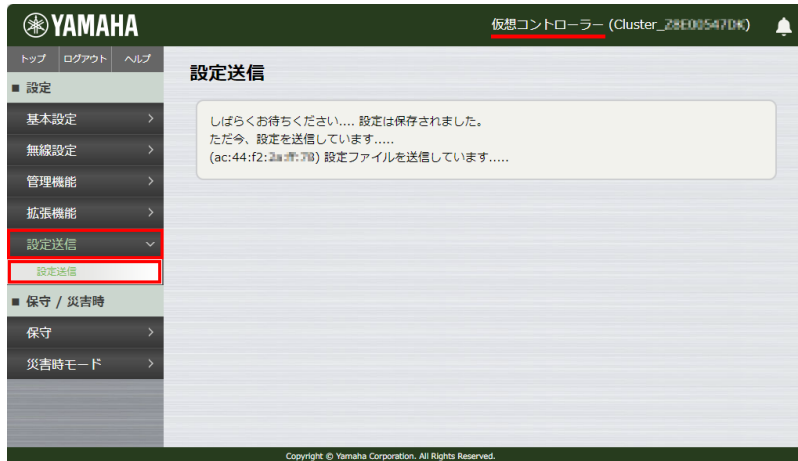 YAMAHA
仮想コントローラー (Cluster_
トップ ログアウト ヘルプ
■ 設定
基本設定
無線設定
管理機能
拡張機能
設定送信
設定送信
■ 保守 / 災害時
保守
災害時モード
設定送信
しばらくお待ちください.... 設定は保存されました。
ただ今、設定を送信しています.....
(ac:44:f2: ) 設定ファイルを送信しています.....
Copyright © Yamaha Corporation. All Rights Reserved.